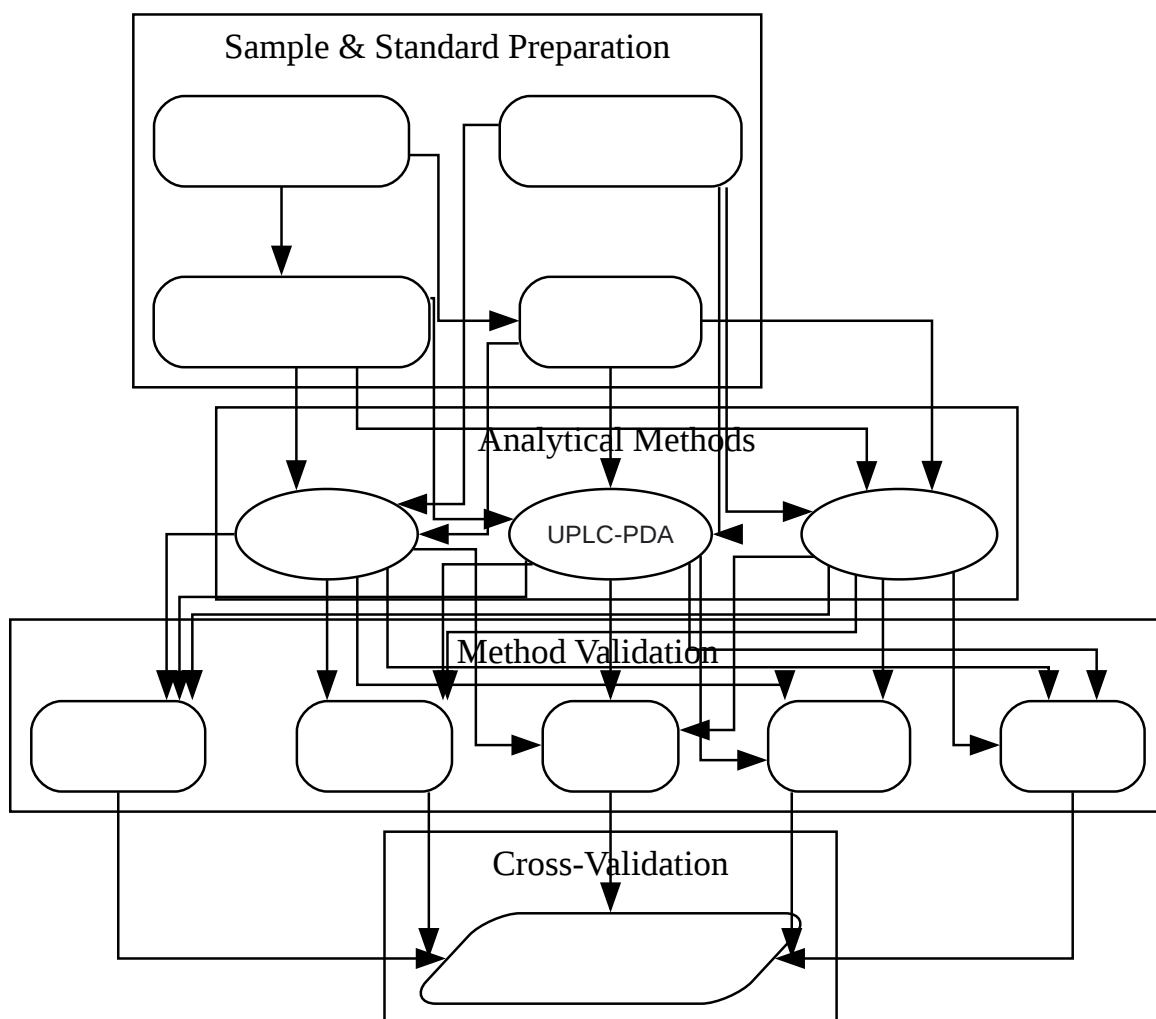 Sample & Standard Preparation
Analytical Methods
UPLC-PDA
Method Validation
Cross-Validation